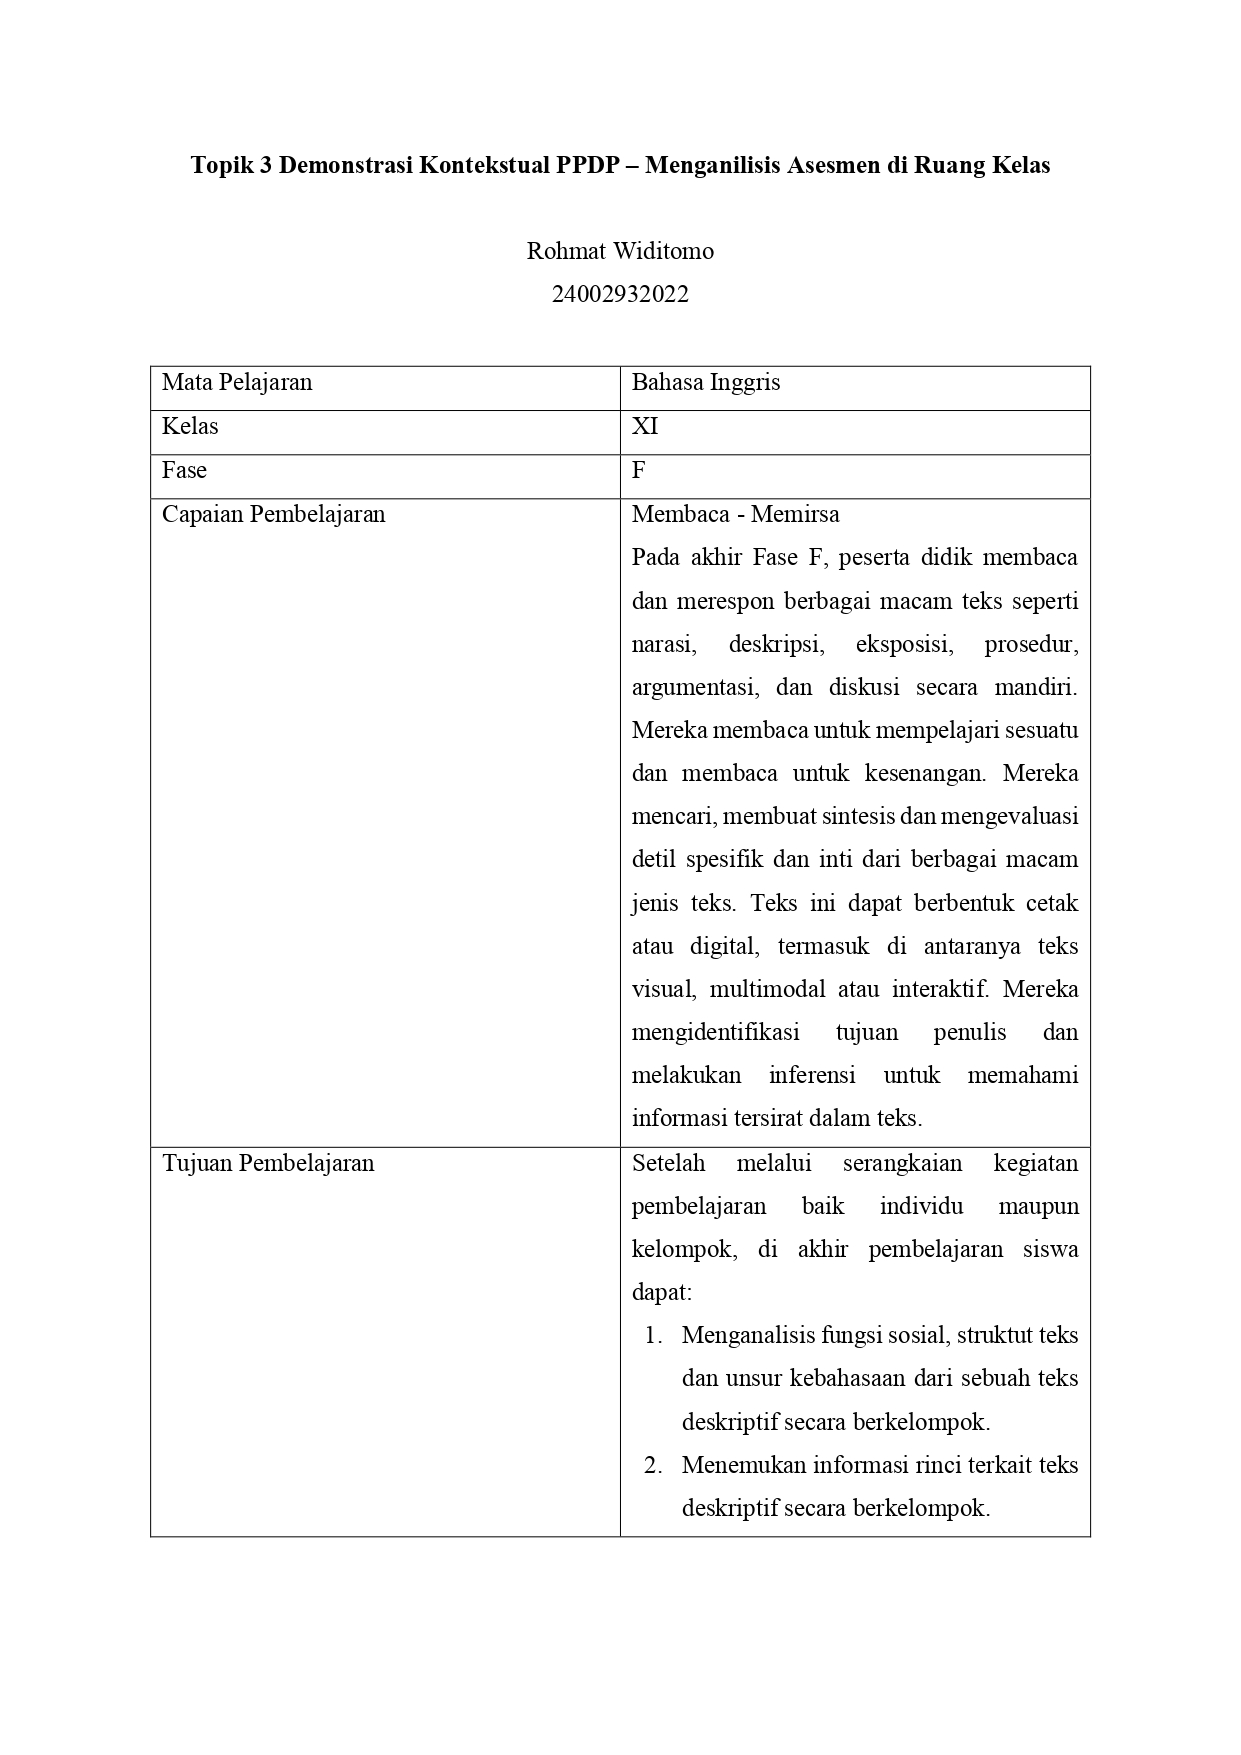 Topik 3 Demonstrasi Kontekstual PPDP – Menganilisis Asesmen di Ruang Kelas
Rohmat Widitomo
24002932022
Mata Pelajaran
Bahasa Inggris
Kelas
XI
Fase
F
Capaian Pembelajaran
Membaca - Memirsa
Pada akhir Fase F, peserta didik membaca
dan merespon berbagai macam teks seperti
narasi, deskripsi, eksposisi, prosedur,
argumentasi, dan diskusi secara mandiri.
Mereka membaca untuk mempelajari sesuatu
dan membaca untuk kesenangan. Mereka
mencari, membuat sintesis dan mengevaluasi
detil spesifik dan inti dari berbagai macam
jenis teks. Teks ini dapat berbentuk cetak
atau digital, termasuk di antaranya teks
visual, multimodal atau interaktif. Mereka
mengidentifikasi tujuan penulis dan
melakukan inferensi untuk memahami
informasi tersirat dalam teks.
Tujuan Pembelajaran
Setelah melalui serangkaian kegiatan
pembelajaran baik individu maupun
kelompok, di akhir pembelajaran siswa
dapat:
1. Menganalisis fungsi sosial, struktut teks
dan unsur kebahasaan dari sebuah teks
deskriptif secara berkelompok.
2. Menemukan informasi rinci terkait teks
deskriptif secara berkelompok.